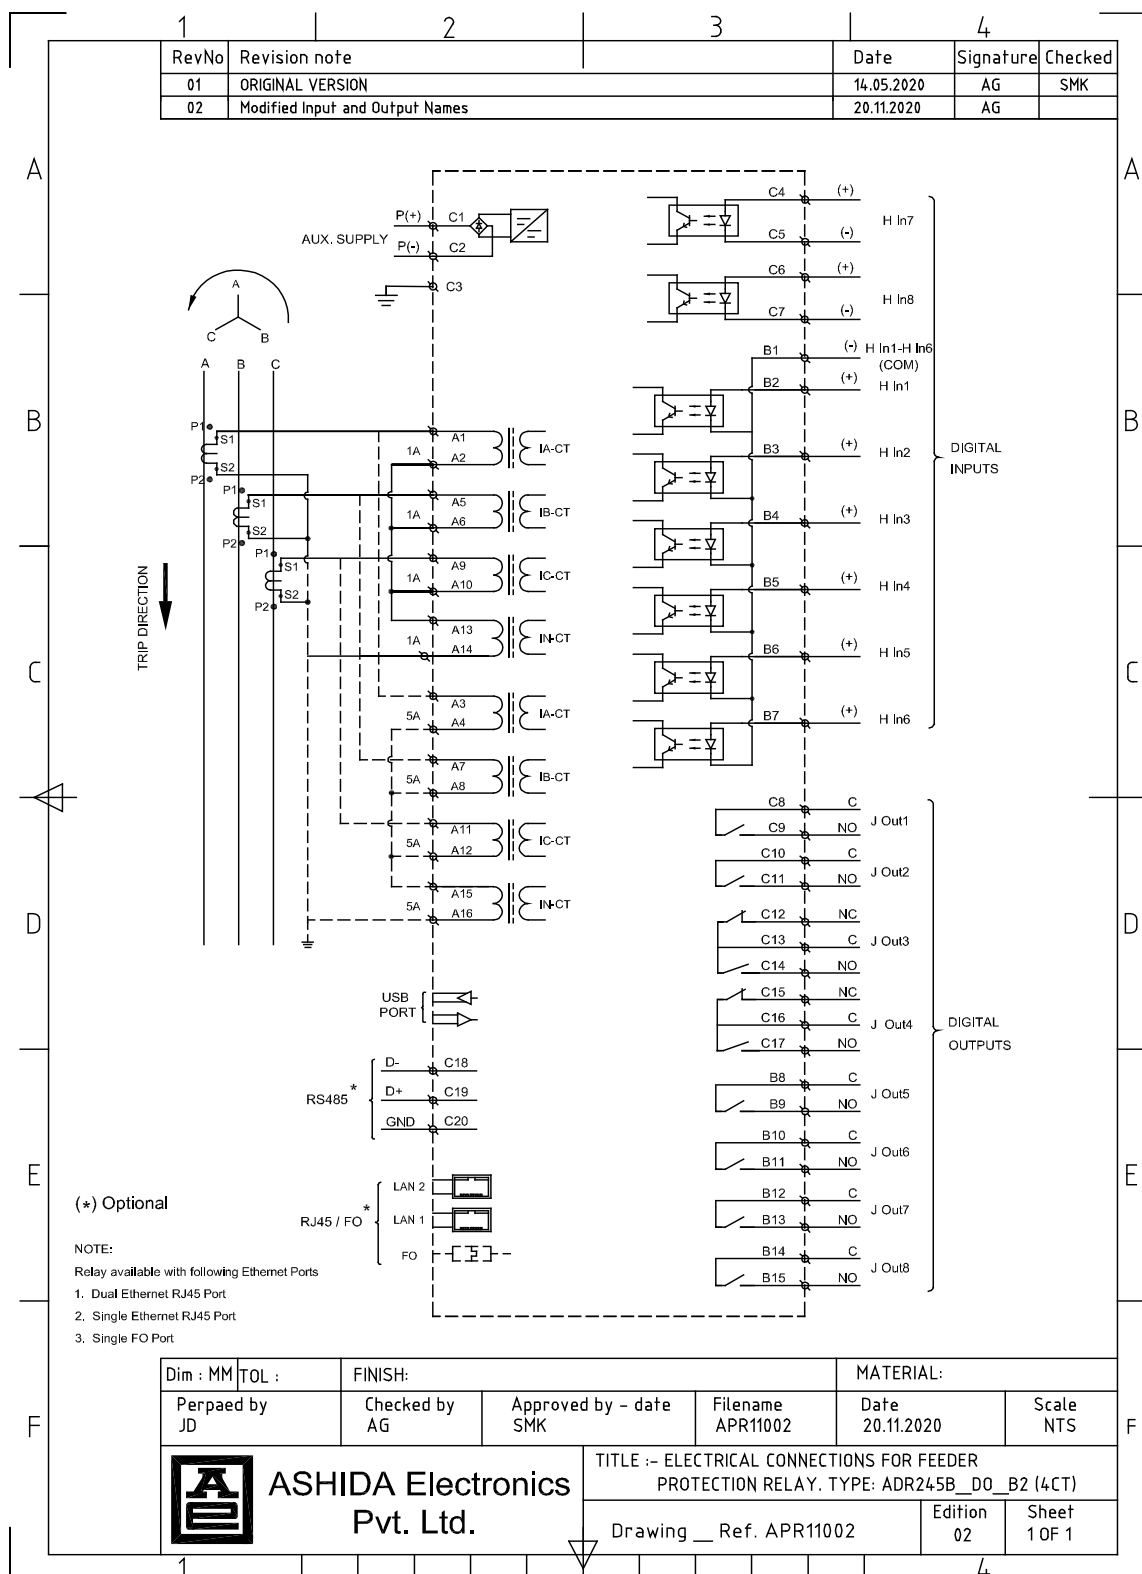 1 2 3 4
RevNo Revision note Date Signature Checked
01 ORIGINAL VERSION 14.05.2020 AG SMK
02 Modified Input and Output Names 20.11.2020 AG
A A
B B
C C
D D
E E
F F
AUX. SUPPLY
P(+) C1
P(-) C2
C3
A
C B
A B C
P1 S1
S2
P2
P1 S1
S2
P2
P1 S1
S2
P2
TRIP DIRECTION
1A A1 IA-CT
A2
1A A5 IB-CT
A6
1A A9 IC-CT
A10
1A A13 IN-CT
A14
5A A3 IA-CT
A4
5A A7 IB-CT
A8
5A A11 IC-CT
A12
5A A15 IN-CT
A16
USB
PORT
RS485 *
D- C18
D+ C19
GND C20
RJ45 / FO *
LAN 2
LAN 1
FO
C4 (+)
H In7
C5 (-)
C6 (+)
H In8
C7 (-)
B1 (-) H In1-H In6
(COM)
B2 (+) H In1
B3 (+) H In2
B4 (+) H In3
B5 (+) H In4
B6 (+) H In5
B7 (+) H In6
DIGITAL
INPUTS
C8 C
J Out1
C9 NO
C10 C
J Out2
C11 NO
C12 NC
C13 C J Out3
C14 NO
C15 NC
C16 C J Out4
C17 NO
B8 C
J Out5
B9 NO
B10 C
J Out6
B11 NO
B12 C
J Out7
B13 NO
B14 C
J Out8
B15 NO
DIGITAL
OUTPUTS
(*) Optional
NOTE:
Relay available with following Ethernet Ports
1. Dual Ethernet RJ45 Port
2. Single Ethernet RJ45 Port
3. Single FO Port
Dim : MM TOL : FINISH: MATERIAL:
Perpaed by Checked by Approved by - date Filename Date Scale
JD AG SMK APR11002 20.11.2020 NTS
ASHIDA Electronics
Pvt. Ltd.
TITLE :- ELECTRICAL CONNECTIONS FOR FEEDER
PROTECTION RELAY. TYPE: ADR245B__DO__B2 (4CT)
Drawing __ Ref. APR11002
Edition Sheet
02 1 OF 1
1 4